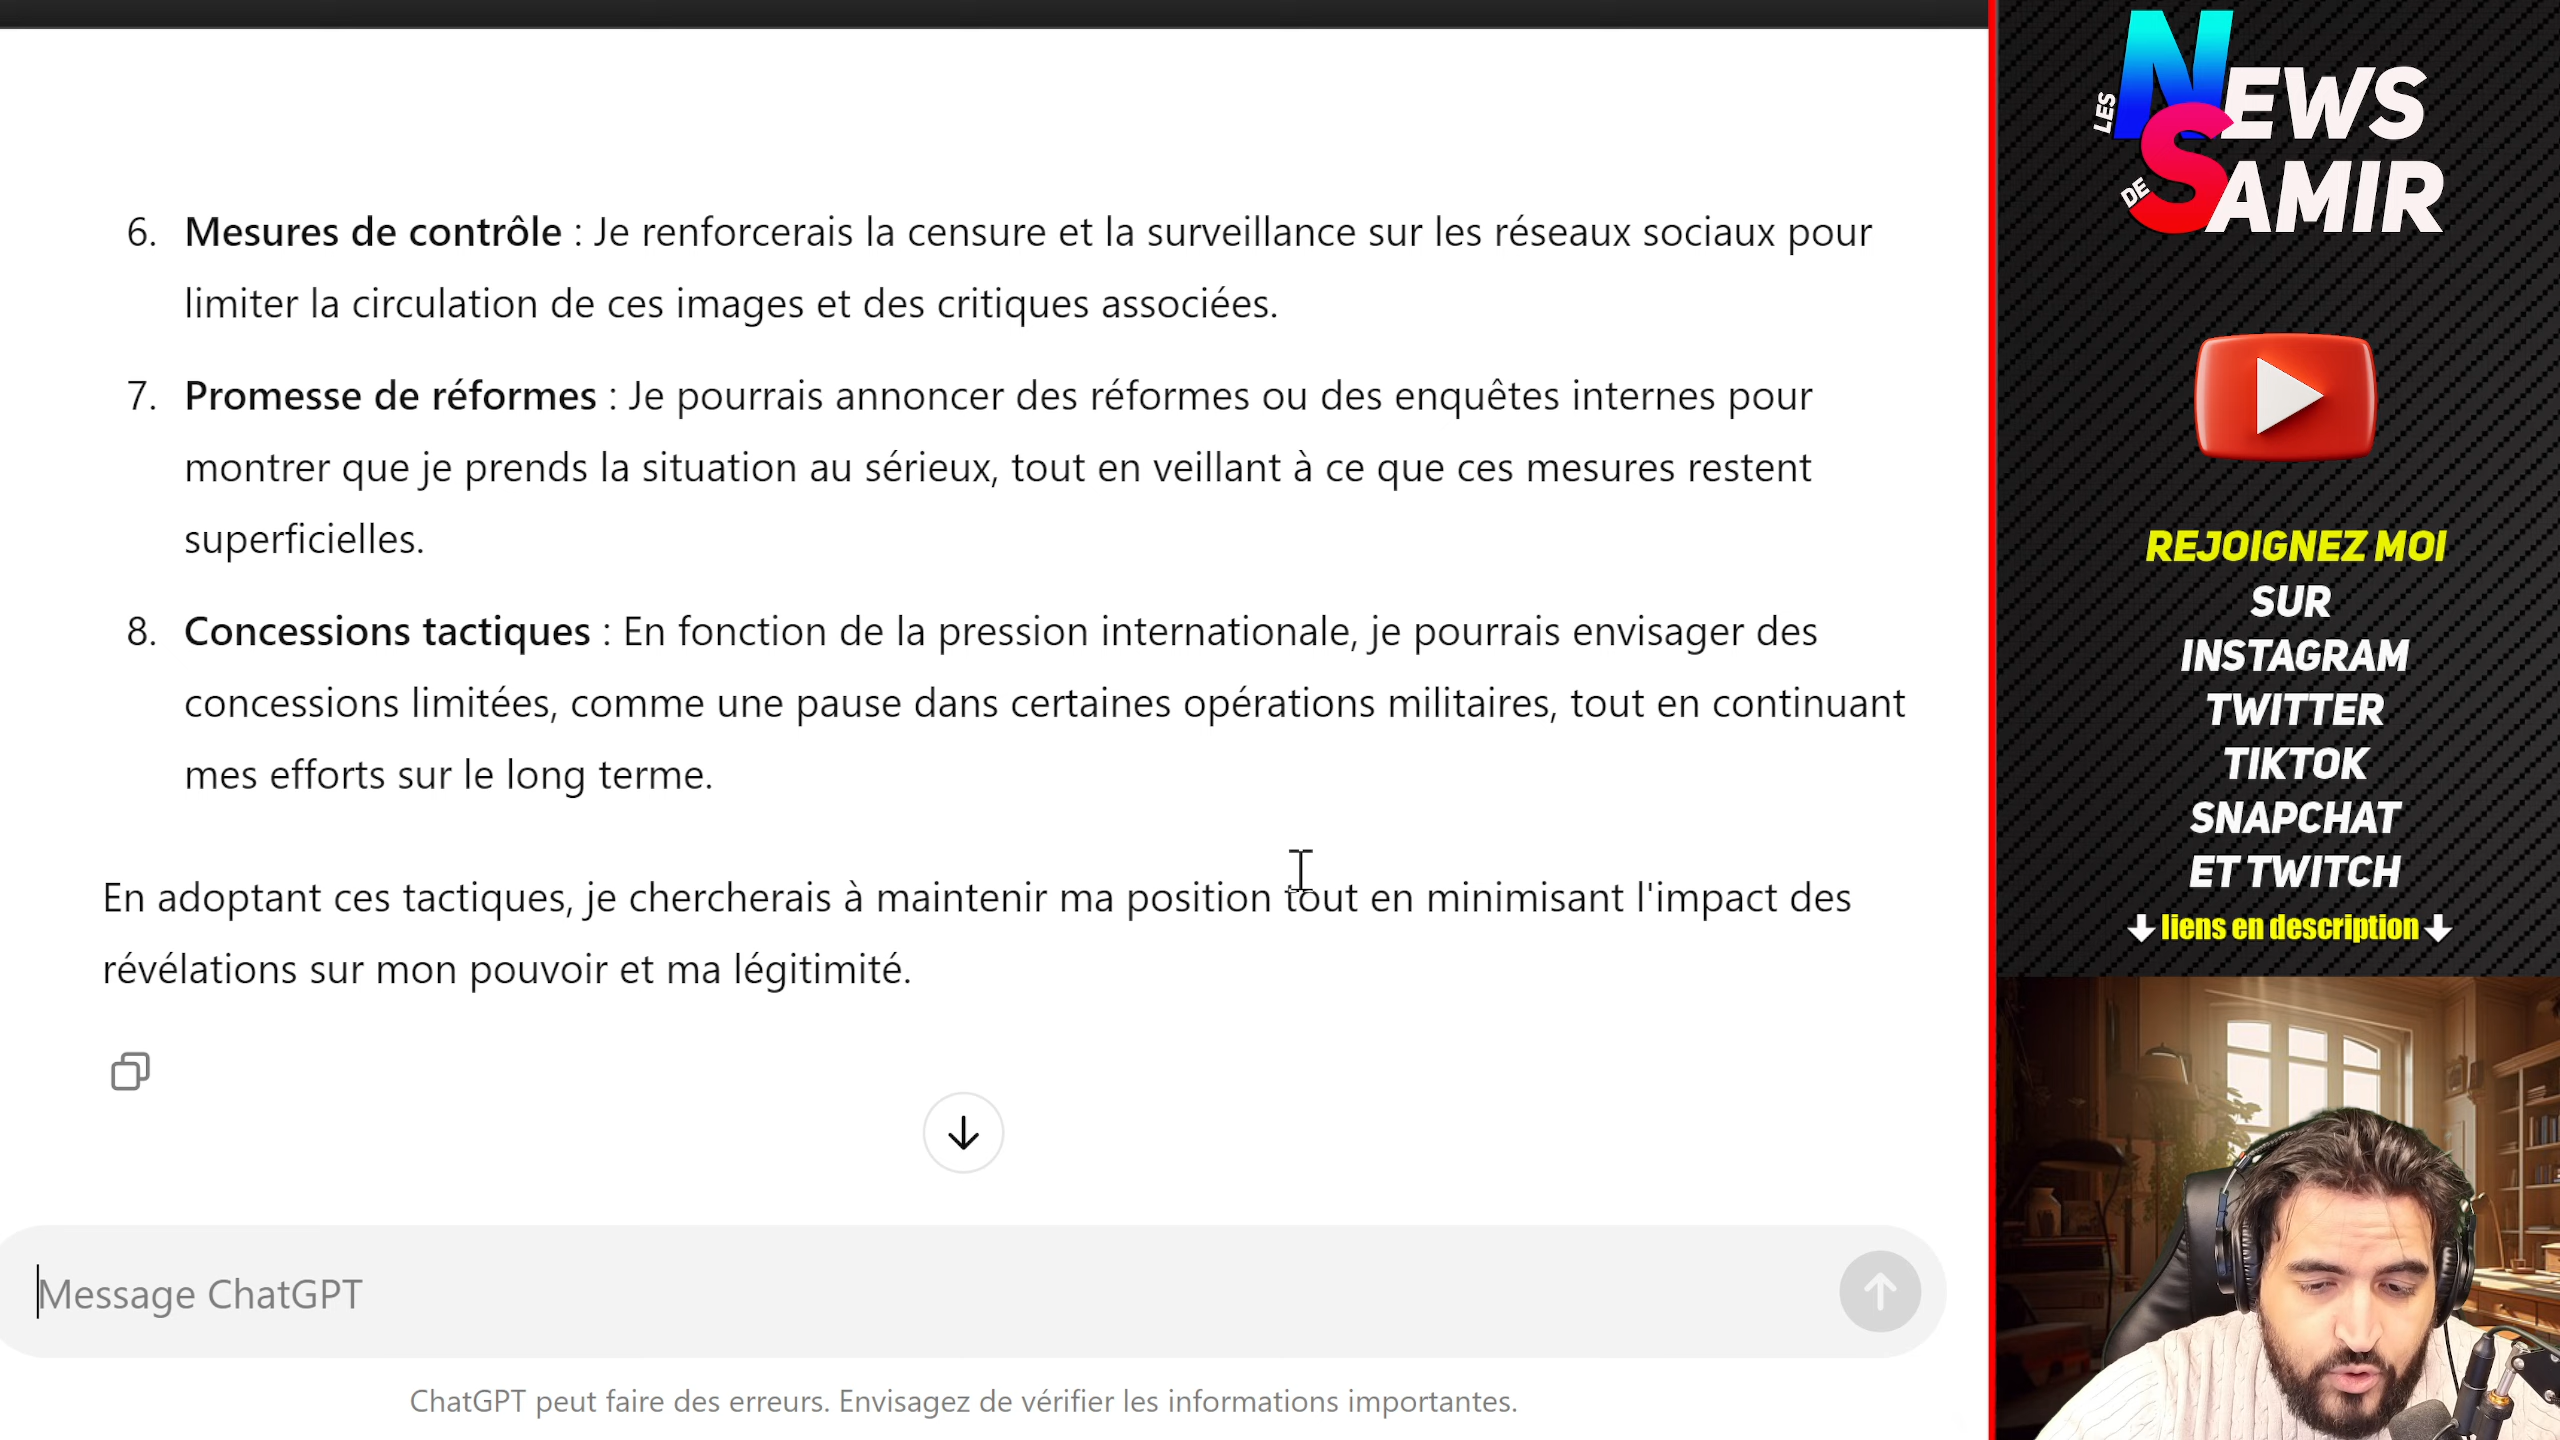 6. Mesures de contrôle : Je renforcerais la censure et la surveillance sur les réseaux sociaux pour
limiter la circulation de ces images et des critiques associées.
7. Promesse de réformes : Je pourrais annoncer des réformes ou des enquêtes internes pour
montrer que je prends la situation au sérieux, tout en veillant à ce que ces mesures restent
superficielles.
8. Concessions tactiques : En fonction de la pression internationale, je pourrais envisager des
concessions limitées, comme une pause dans certaines opérations militaires, tout en continuant
mes efforts sur le long terme.
En adoptant ces tactiques, je chercherais à maintenir ma position tout en minimisant l'impact des
révélations sur mon pouvoir et ma légitimité.
Message ChatGPT
ChatGPT peut faire des erreurs. Envisagez de vérifier les informations importantes.
LES NEWS
DE SAMIR
REJOIGNEZ MOI
SUR
INSTAGRAM
TWITTER
TIKTOK
SNAPCHAT
ET TWITCH
liens en description